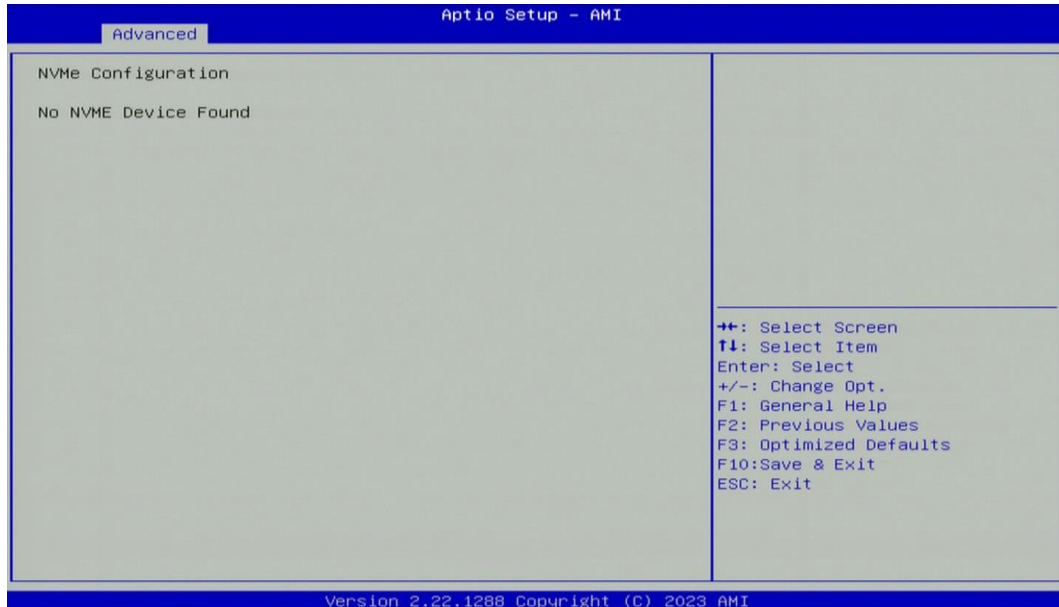 Aptio Setup - AMI
Advanced
NVMe Configuration
No NVME Device Found
→←: Select Screen
↑↓: Select Item
Enter: Select
+/-: Change Opt.
F1: General Help
F2: Previous Values
F3: Optimized Defaults
F10:Save & Exit
ESC: Exit
Version 2.22.1288 Copyright (C) 2023 AMI